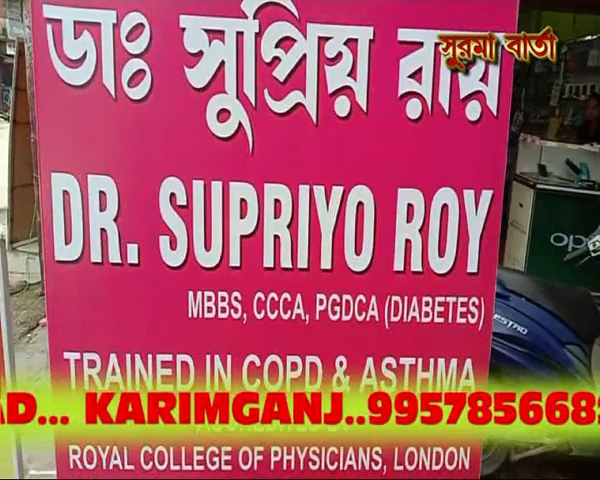 সুরমা বার্তা
ডাঃ সুপ্রিয় রায়
DR. SUPRIYO ROY
MBBS, CCCA, PGDCA (DIABETES)
TRAINED IN COPD & ASTHMA
AD... KARIMGANJ..995785668
ROYAL COLLEGE OF PHYSICIANS, LONDON